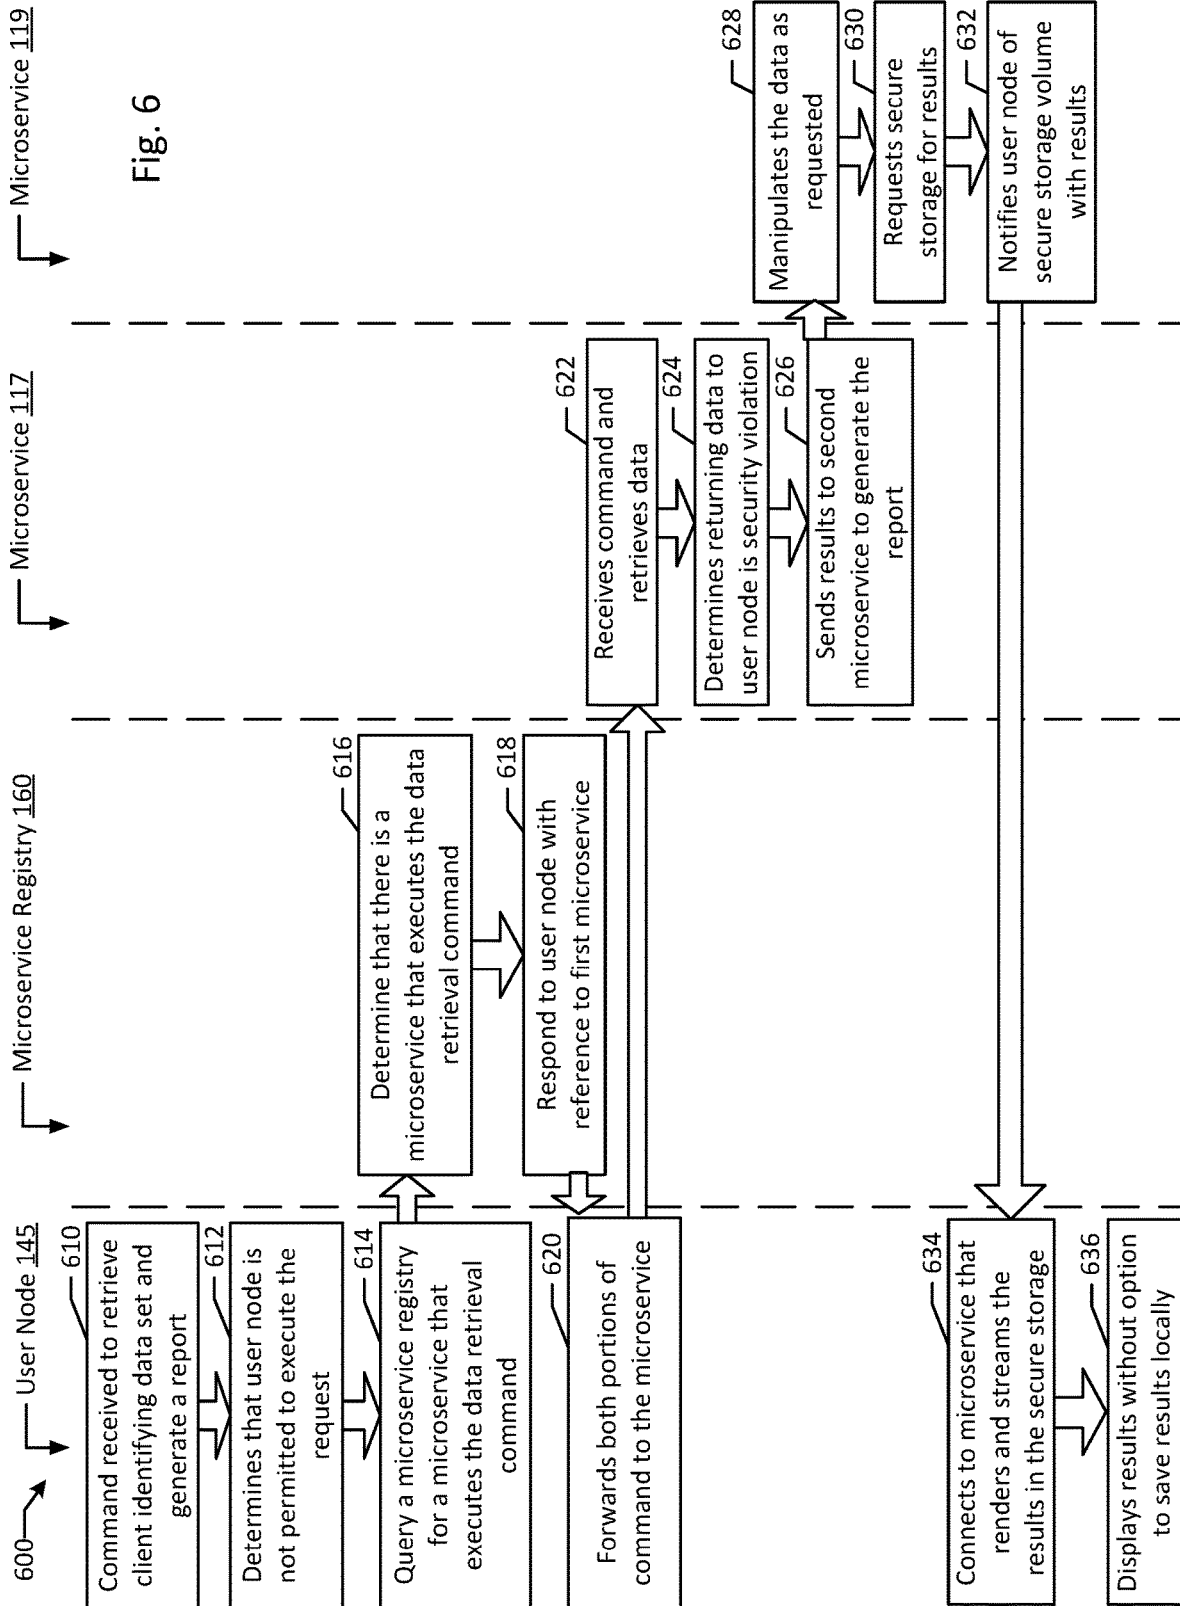 600
User Node 145
Microservice Registry 160
Microservice 117
Microservice 119
Fig. 6
610
Command received to retrieve
client identifying data set and
generate a report
612
Determines that user node is
not permitted to execute the
request
614
Query a microservice registry
for a microservice that
executes the data retrieval
command
616
Determine that there is a
microservice that executes the data
retrieval command
618
Respond to user node with
reference to first microservice
620
Forwards both portions of
command to the microservice
622
Receives command and
retrieves data
624
Determines returning data to
user node is security violation
626
Sends results to second
microservice to generate the
report
628
Manipulates the data as
requested
630
Requests secure
storage for results
632
Notifies user node of
secure storage volume
with results
634
Connects to microservice that
renders and streams the
results in the secure storage
636
Displays results without option
to save results locally